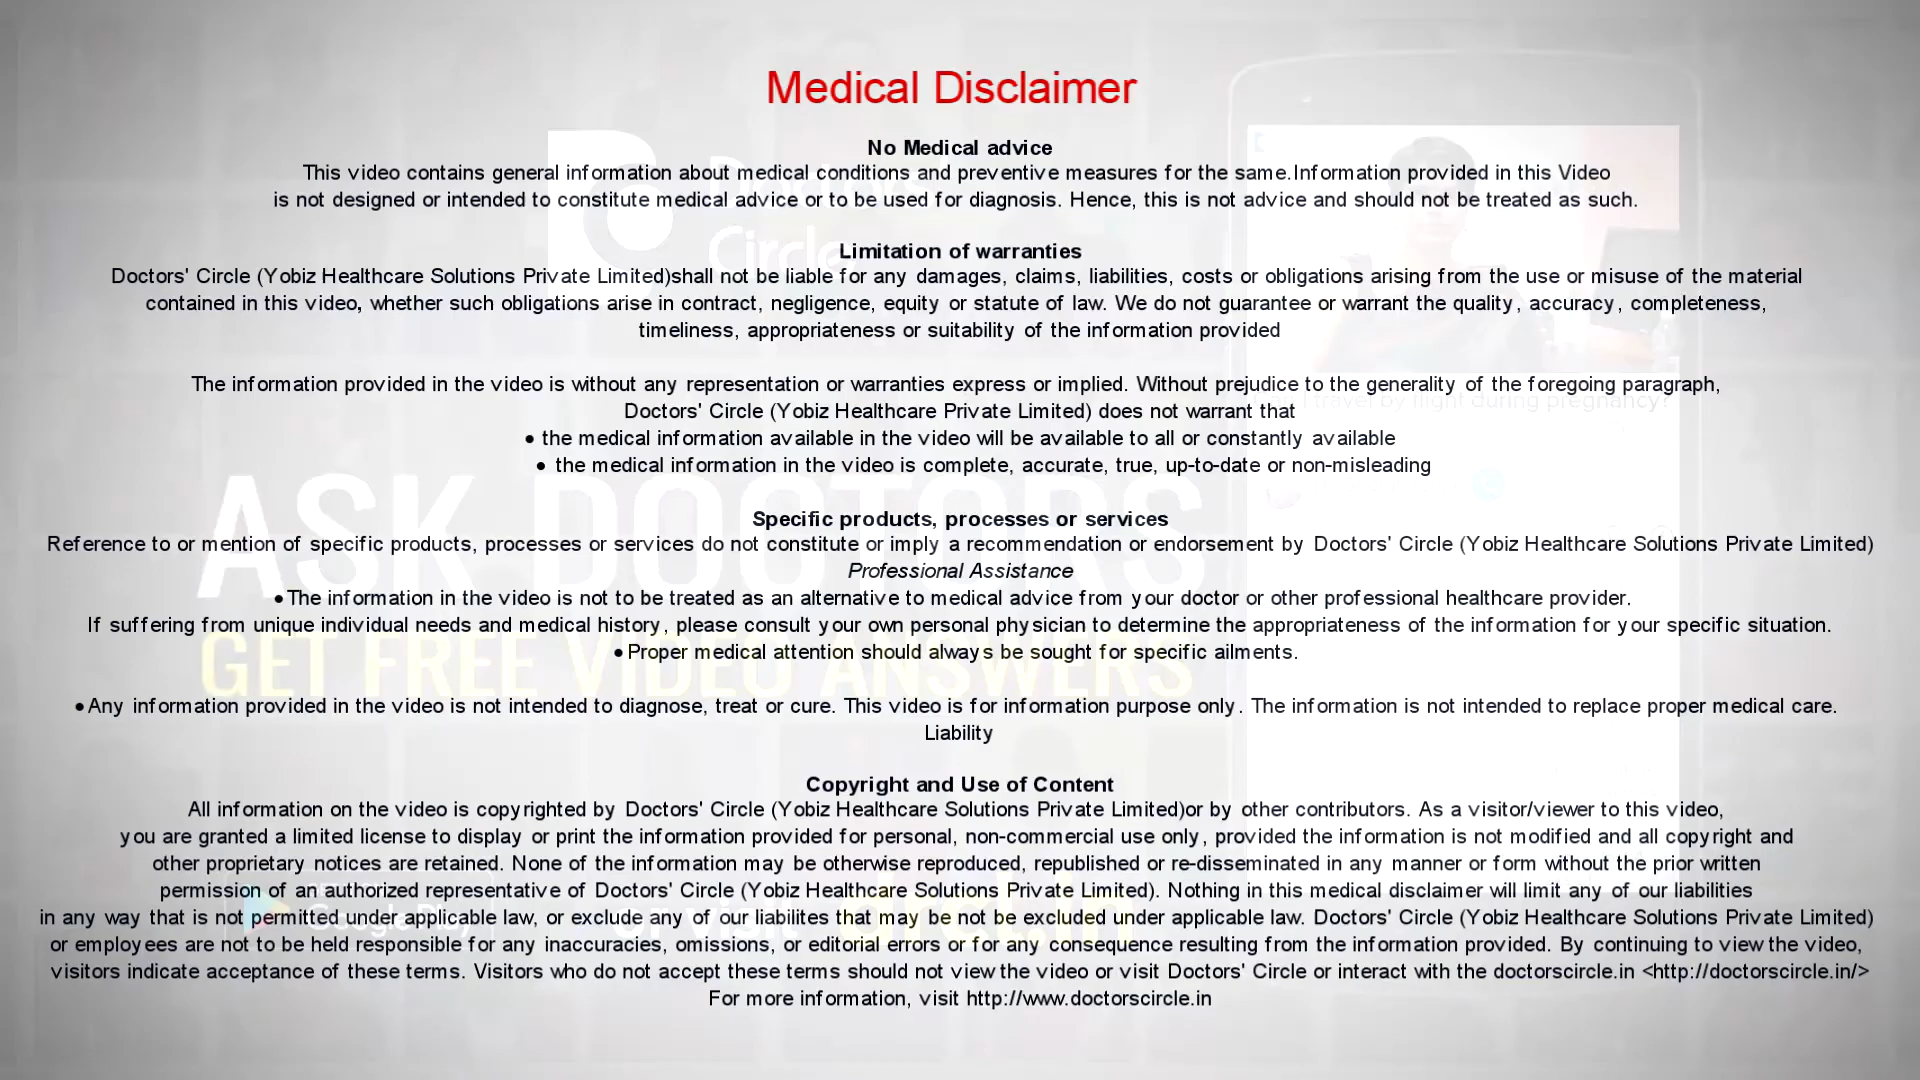 Medical Disclaimer
No Medical advice
This video contains general information about medical conditions and preventive measures for the same.Information provided in this Video
is not designed or intended to constitute medical advice or to be used for diagnosis. Hence, this is not advice and should not be treated as such.
Doctors'
Circle
Limitation of warranties
Doctors' Circle (Yobiz Healthcare Solutions Private Limited)shall not be liable for any damages, claims, liabilities, costs or obligations arising from the use or misuse of the material
contained in this video, whether such obligations arise in contract, negligence, equity or statute of law. We do not guarantee or warrant the quality, accuracy, completeness,
timeliness, appropriateness or suitability of the information provided
The information provided in the video is without any representation or warranties express or implied. Without prejudice to the generality of the foregoing paragraph,
Can I travel by flight during pregnancy?
Doctors' Circle (Yobiz Healthcare Private Limited) does not warrant that
• the medical information available in the video will be available to all or constantly available
• the medical information in the video is complete, accurate, true, up-to-date or non-misleading
ASK DOCTORS
Specific products, processes or services
Reference to or mention of specific products, processes or services do not constitute or imply a recommendation or endorsement by Doctors' Circle (Yobiz Healthcare Solutions Private Limited)
Professional Assistance
•The information in the video is not to be treated as an alternative to medical advice from your doctor or other professional healthcare provider.
If suffering from unique individual needs and medical history, please consult your own personal physician to determine the appropriateness of the information for your specific situation.
GET FREE VIDEO ANSWERS
•Proper medical attention should always be sought for specific ailments.
•Any information provided in the video is not intended to diagnose, treat or cure. This video is for information purpose only. The information is not intended to replace proper medical care.
Liability
Copyright and Use of Content
All information on the video is copyrighted by Doctors' Circle (Yobiz Healthcare Solutions Private Limited)or by other contributors. As a visitor/viewer to this video,
you are granted a limited license to display or print the information provided for personal, non-commercial use only, provided the information is not modified and all copyright and
other proprietary notices are retained. None of the information may be otherwise reproduced, republished or re-disseminated in any manner or form without the prior written
permission of an authorized representative of Doctors' Circle (Yobiz Healthcare Solutions Private Limited). Nothing in this medical disclaimer will limit any of our liabilities
Google Play or visit drct.in
in any way that is not permitted under applicable law, or exclude any of our liabilites that may be not be excluded under applicable law. Doctors' Circle (Yobiz Healthcare Solutions Private Limited)
or employees are not to be held responsible for any inaccuracies, omissions, or editorial errors or for any consequence resulting from the information provided. By continuing to view the video,
visitors indicate acceptance of these terms. Visitors who do not accept these terms should not view the video or visit Doctors' Circle or interact with the doctorscircle.in <http://doctorscircle.in/>
For more information, visit http://www.doctorscircle.in